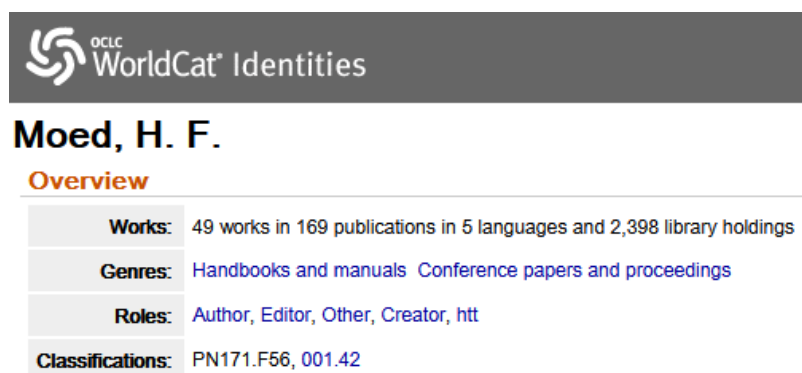 OCLC
WorldCat® Identities
Moed, H. F.
Overview
Works: 49 works in 169 publications in 5 languages and 2,398 library holdings
Genres: Handbooks and manuals Conference papers and proceedings
Roles: Author, Editor, Other, Creator, htt
Classifications: PN171.F56, 001.42